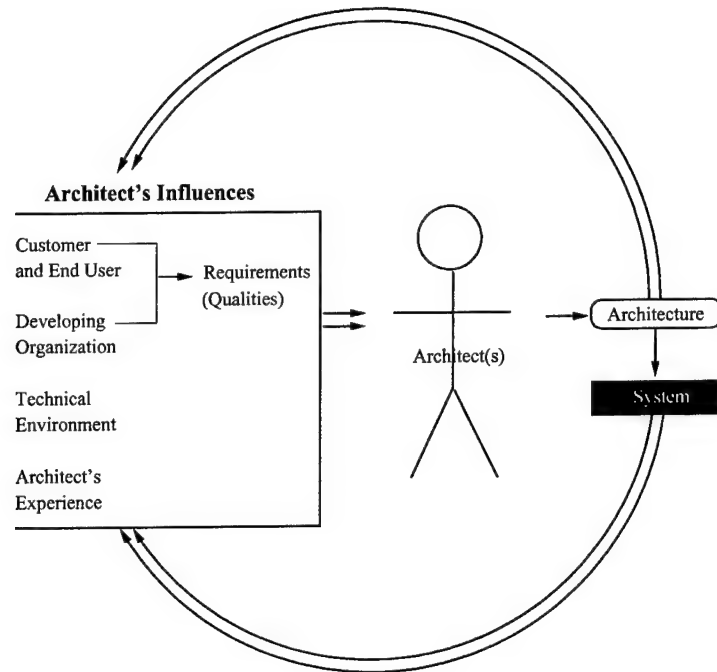 Architect's Influences
Customer
and End User
Requirements
(Qualities)
Developing
Organization
Technical
Environment
Architect's
Experience
Architect(s)
Architecture
System